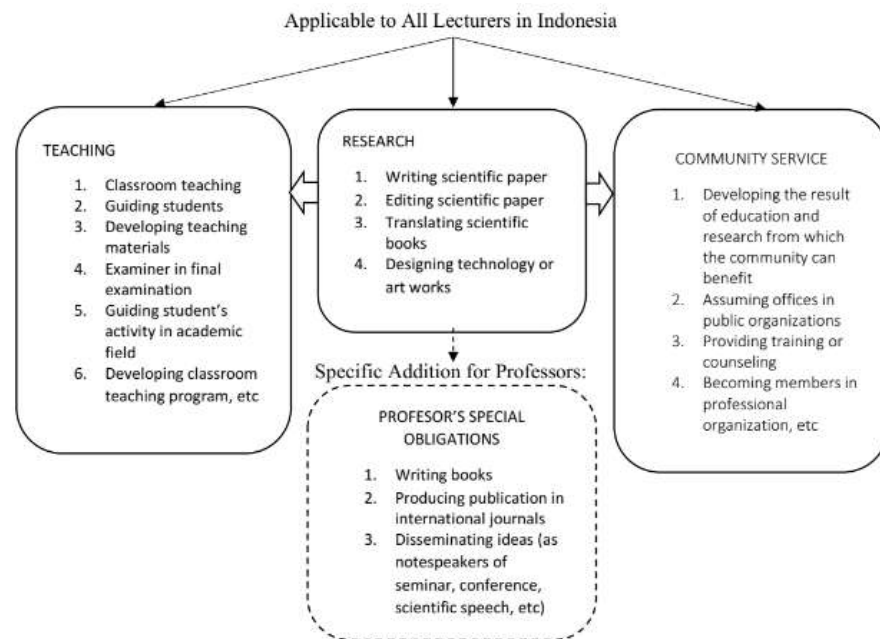 Applicable to All Lecturers in Indonesia
TEACHING
1. Classroom teaching
2. Guiding students
3. Developing teaching
materials
4. Examiner in final
examination
5. Guiding student's
activity in academic
field
6. Developing classroom
teaching program, etc
RESEARCH
1. Writing scientific paper
2. Editing scientific paper
3. Translating scientific
books
4. Designing technology or
art works
COMMUNITY SERVICE
1. Developing the result
of education and
research from which
the community can
benefit
2. Assuming offices in
public organizations
3. Providing training or
counseling
4. Becoming members in
professional
organization, etc
Specific Addition for Professors:
PROFESOR'S SPECIAL
OBLIGATIONS
1. Writing books
2. Producing publication in
international journals
3. Disseminating ideas (as
notespeakers of
seminar, conference,
scientific speech, etc)